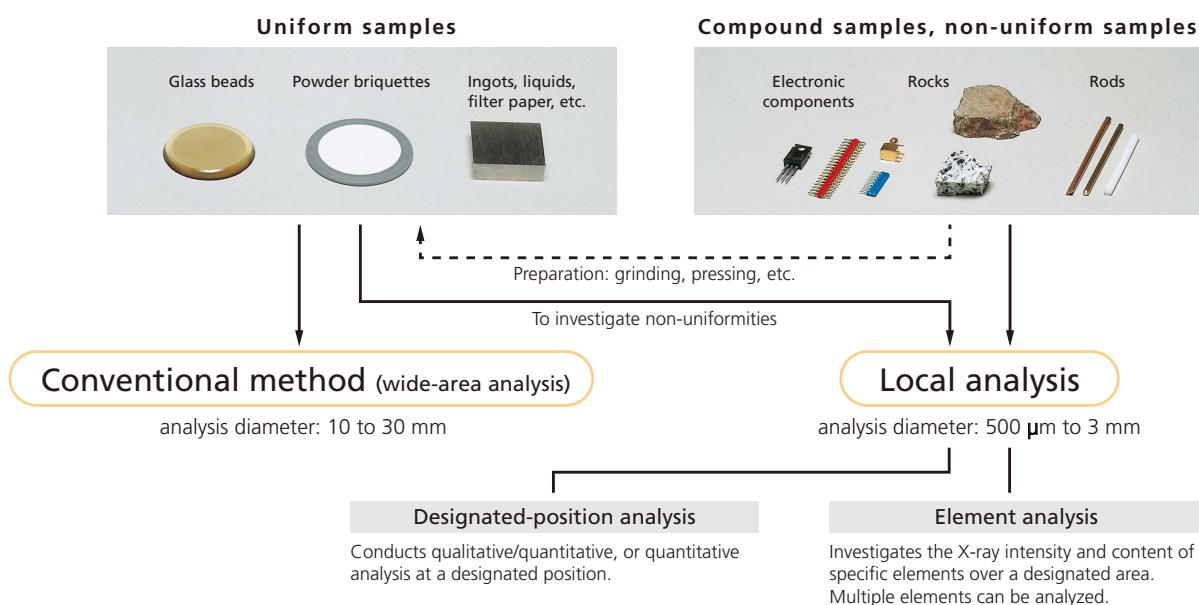 Uniform samples
Compound samples, non-uniform samples
Glass beads
Powder briquettes
Ingots, liquids,
filter paper, etc.
Electronic
components
Rocks
Rods
Preparation: grinding, pressing, etc.
To investigate non-uniformities
Conventional method (wide-area analysis)
analysis diameter: 10 to 30 mm
Local analysis
analysis diameter: 500 µm to 3 mm
Designated-position analysis
Conducts qualitative/quantitative, or quantitative
analysis at a designated position.
Element analysis
Investigates the X-ray intensity and content of
specific elements over a designated area.
Multiple elements can be analyzed.